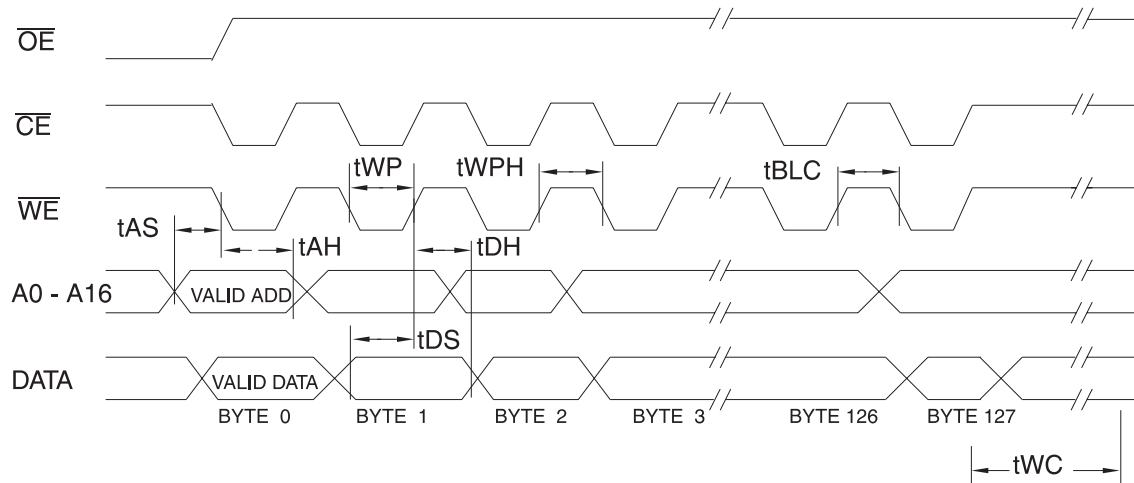 OE
CE
tWP
tWPH
tBLC
WE
tAS
tAH
tDH
A0 - A16
VALID ADD
tDS
DATA
VALID DATA
BYTE 0
BYTE 1
BYTE 2
BYTE 3
BYTE 126
BYTE 127
tWC